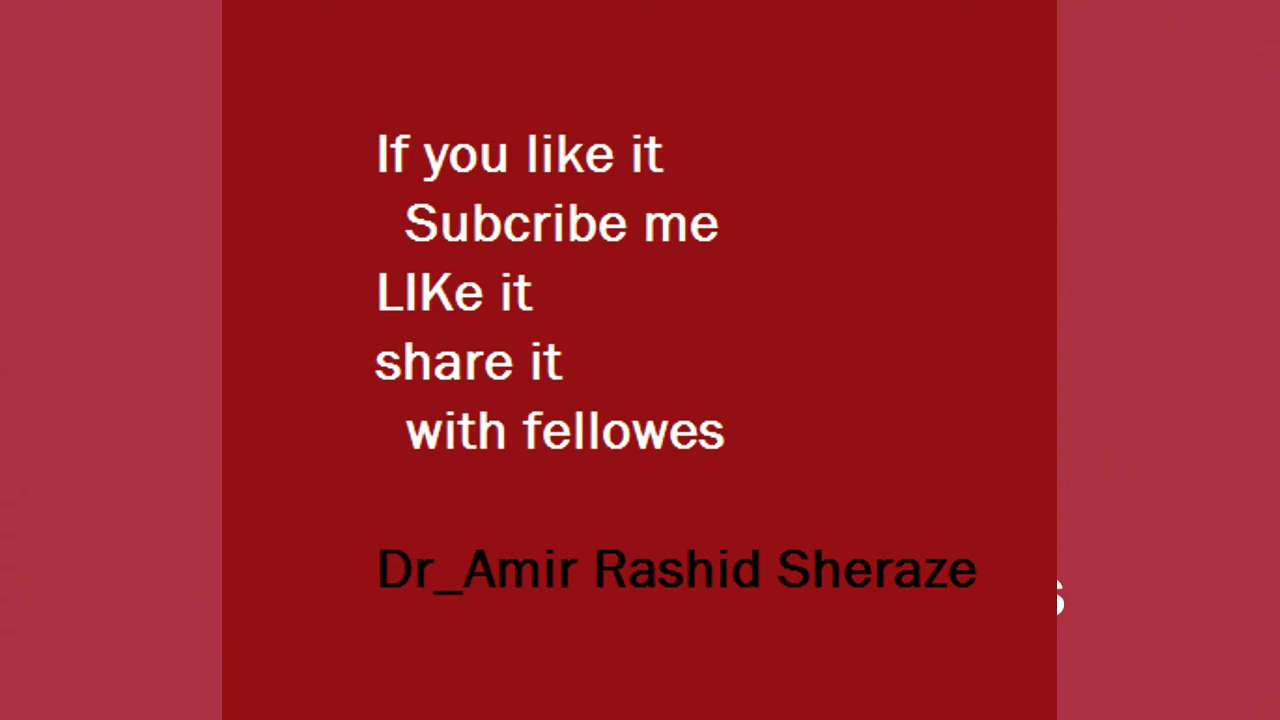 If you like it
Subcribe me
LIKe it
share it
with fellowes
Dr_Amir Rashid Sheraze